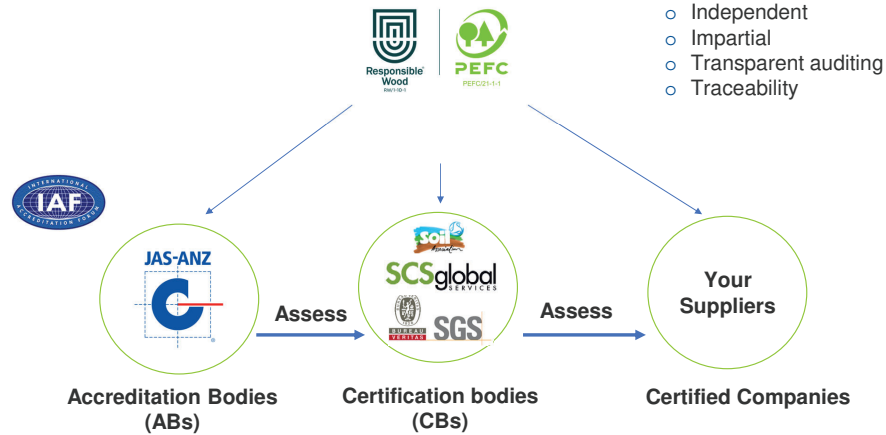 Responsible®
Wood
RW/1-10-1
PEFC
PEFC/21-1-1
o Independent
o Impartial
o Transparent auditing
o Traceability
INTERNATIONAL
IAF
ACCREDITATION FORUM
JAS-ANZ
®
Assess
soil
SCSglobal
SERVICES
BUREAU
VERITAS
SGS
Assess
Your
Suppliers
Accreditation Bodies
(ABs)
Certification bodies
(CBs)
Certified Companies